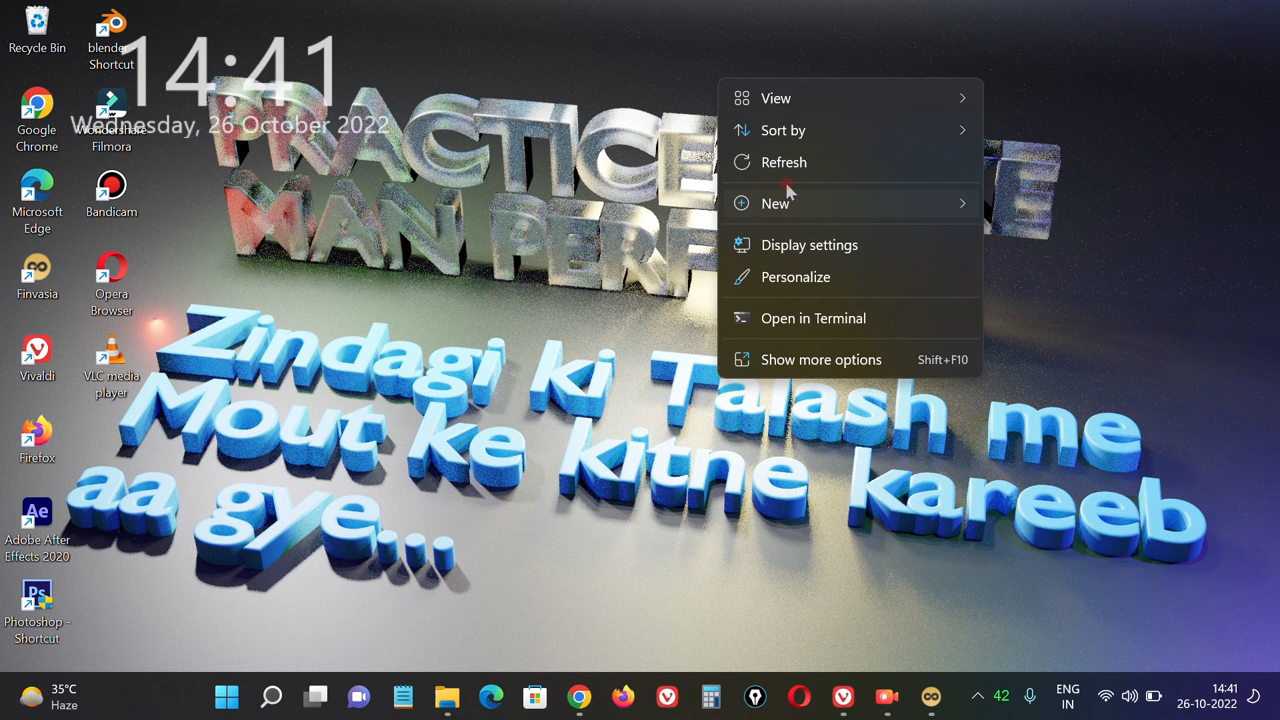 Recycle Bin
blender
Shortcut
14:41
Wednesday, 26 October 2022
Google
Chrome
Wondershare
Filmora
Microsoft
Edge
Bandicam
Finvasia
Opera
Browser
Vivaldi
VLC media
player
Firefox
Adobe After
Effects 2020
Photoshop -
Shortcut
PRACTICE
MAN PERF
Zindagi ki Talash me
Mout ke kitne kareeb
aa gye....
View
Sort by
Refresh
New
Display settings
Personalize
Open in Terminal
Show more options Shift+F10
35°C
Haze
42
ENG
IN
14:41
26-10-2022